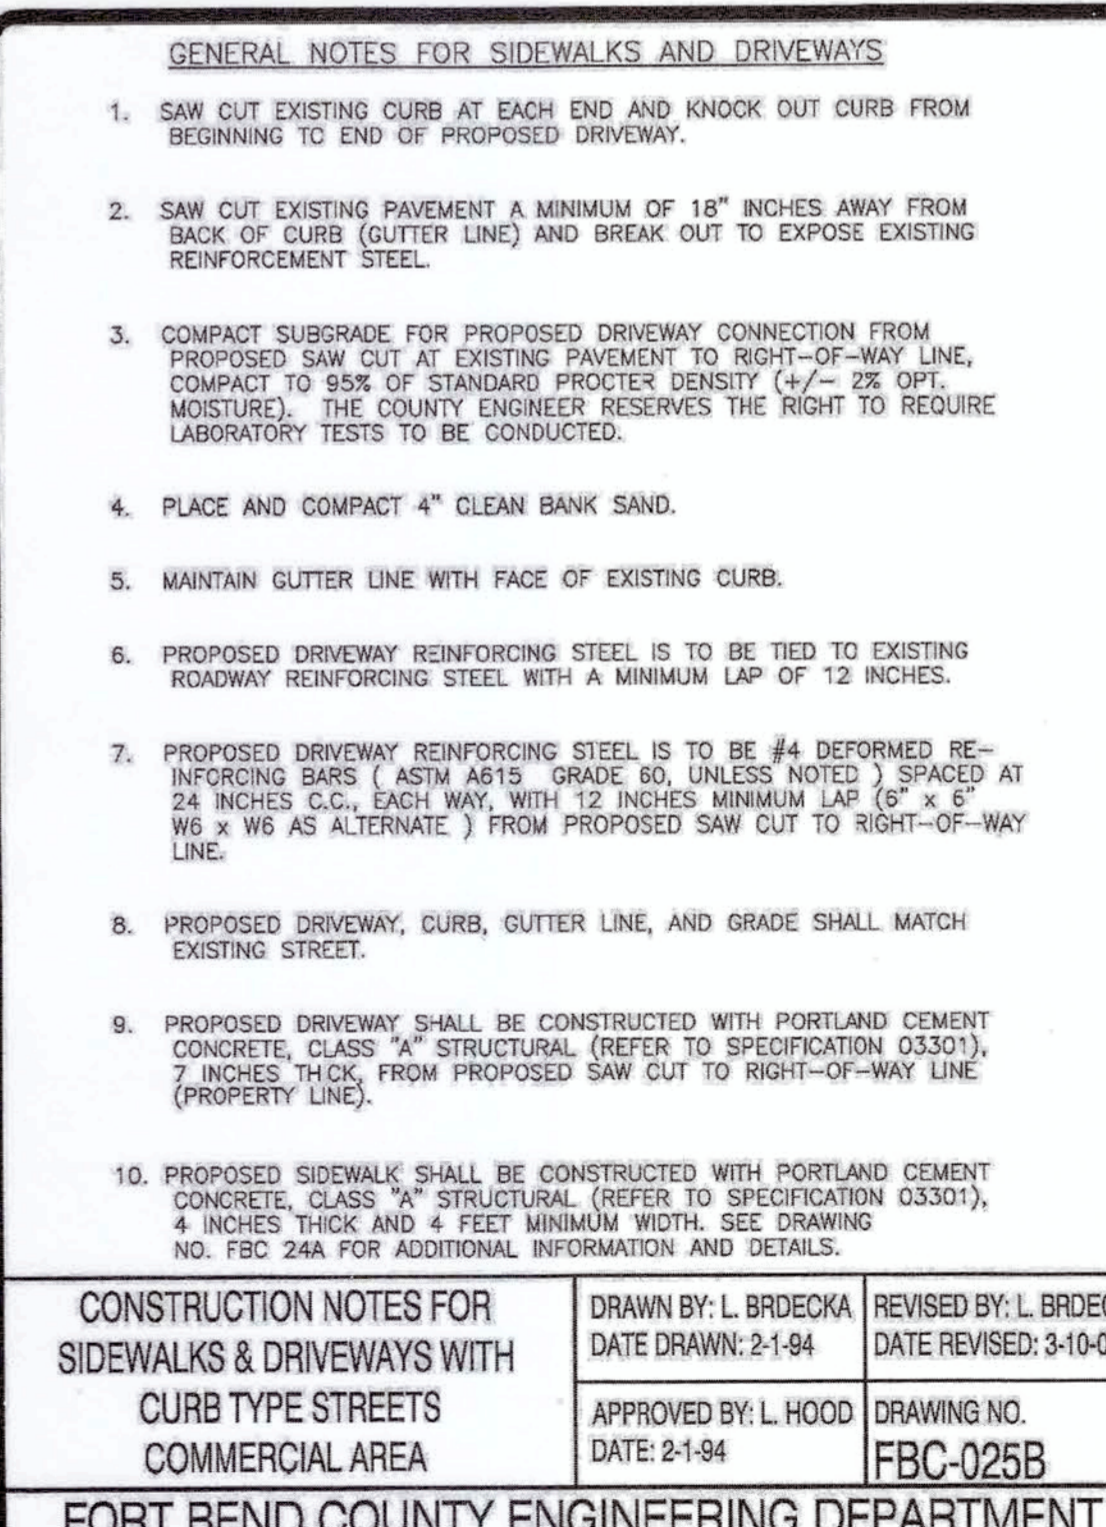 GENERAL NOTES FOR SIDEWALKS AND DRIVEWAYS
1. SAW CUT EXISTING CURB AT EACH END AND KNOCK OUT CURB FROM
BEGINNING TO END OF PROPOSED DRIVEWAY.
2. SAW CUT EXISTING PAVEMENT A MINIMUM OF 18" INCHES AWAY FROM
BACK OF CURB (GUTTER LINE) AND BREAK OUT TO EXPOSE EXISTING
REINFORCEMENT STEEL.
3. COMPACT SUBGRADE FOR PROPOSED DRIVEWAY CONNECTION FROM
PROPOSED SAW CUT AT EXISTING PAVEMENT TO RIGHT-OF-WAY LINE,
COMPACT TO 95% OF STANDARD PROCTER DENSITY (+/- 2% OPT.
MOISTURE). THE COUNTY ENGINEER RESERVES THE RIGHT TO REQUIRE
LABORATORY TESTS TO BE CONDUCTED.
4. PLACE AND COMPACT 4" CLEAN BANK SAND.
5. MAINTAIN GUTTER LINE WITH FACE OF EXISTING CURB.
6. PROPOSED DRIVEWAY REINFORCING STEEL IS TO BE TIED TO EXISTING
ROADWAY REINFORCING STEEL WITH A MINIMUM LAP OF 12 INCHES.
7. PROPOSED DRIVEWAY REINFORCING STEEL IS TO BE #4 DEFORMED RE-
INFORCING BARS ( ASTM A615 GRADE 60, UNLESS NOTED ) SPACED AT
24 INCHES C.C., EACH WAY, WITH 12 INCHES MINIMUM LAP (6" x 6"
W6 x W6 AS ALTERNATE ) FROM PROPOSED SAW CUT TO RIGHT-OF-WAY
LINE.
8. PROPOSED DRIVEWAY, CURB, GUTTER LINE, AND GRADE SHALL MATCH
EXISTING STREET.
9. PROPOSED DRIVEWAY SHALL BE CONSTRUCTED WITH PORTLAND CEMENT
CONCRETE, CLASS "A" STRUCTURAL (REFER TO SPECIFICATION 03301),
7 INCHES THICK, FROM PROPOSED SAW CUT TO RIGHT-OF-WAY LINE
(PROPERTY LINE).
10. PROPOSED SIDEWALK SHALL BE CONSTRUCTED WITH PORTLAND CEMENT
CONCRETE, CLASS "A" STRUCTURAL (REFER TO SPECIFICATION 03301),
4 INCHES THICK AND 4 FEET MINIMUM WIDTH. SEE DRAWING
NO. FBC 24A FOR ADDITIONAL INFORMATION AND DETAILS.
CONSTRUCTION NOTES FOR
SIDEWALKS & DRIVEWAYS WITH
CURB TYPE STREETS
COMMERCIAL AREA
DRAWN BY: L. BRDECKA
DATE DRAWN: 2-1-94
REVISED BY: L. BRDEC
DATE REVISED: 3-10-0
APPROVED BY: L. HOOD
DATE: 2-1-94
DRAWING NO.
FBC-025B
FORT BEND COUNTY ENGINEERING DEPARTMENT